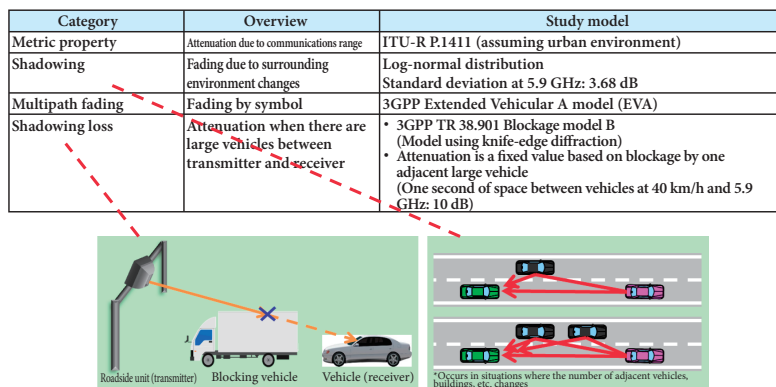 Category Overview Study model
Metric property Attenuation due to communications range ITU-R P.1411 (assuming urban environment)
Shadowing Fading due to surrounding environment changes Log-normal distribution
Standard deviation at 5.9 GHz: 3.68 dB
Multipath fading Fading by symbol 3GPP Extended Vehicular A model (EVA)
Shadowing loss Attenuation when there are large vehicles between transmitter and receiver
• 3GPP TR 38.901 Blockage model B
(Model using knife-edge diffraction)
• Attenuation is a fixed value based on blockage by one
adjacent large vehicle
(One second of space between vehicles at 40 km/h and 5.9
GHz: 10 dB)
Roadside unit (transmitter) Blocking vehicle Vehicle (receiver)
*Occurs in situations where the number of adjacent vehicles,
buildings, etc. changes